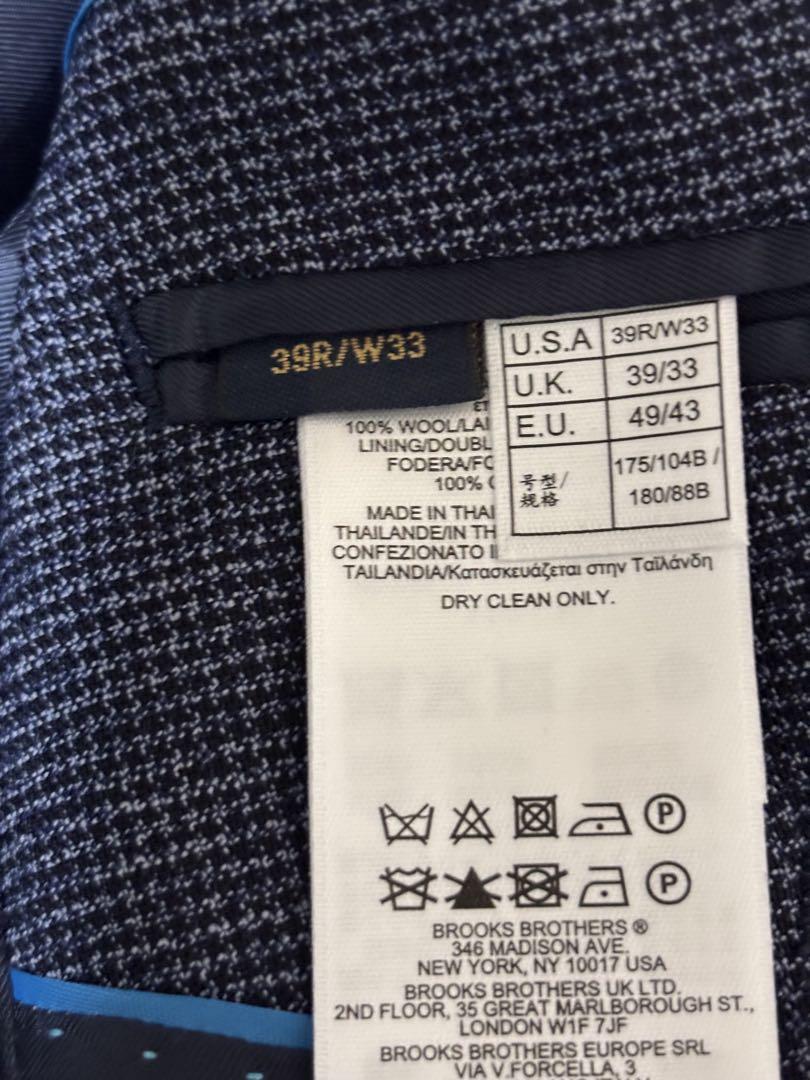 39R/W33
U.S.A 39R/W33
U.K. 39/33
E.U. 49/43
号型/ 175/104B /
规格 180/88B
100% WOOL/LAI
LINING/DOUBL
FODERA/FO
100%
MADE IN THAI
THAILANDE/IN TH
CONFEZIONATO I
TAILANDIA/Κατασκευάζεται στην Ταϊλάνδη
DRY CLEAN ONLY.
P
P
BROOKS BROTHERS ®
346 MADISON AVE.
NEW YORK, NY 10017 USA
BROOKS BROTHERS UK LTD.
2ND FLOOR, 35 GREAT MARLBOROUGH ST.,
LONDON W1F 7JF
BROOKS BROTHERS EUROPE SRL
VIA V.FORCELLA, 3